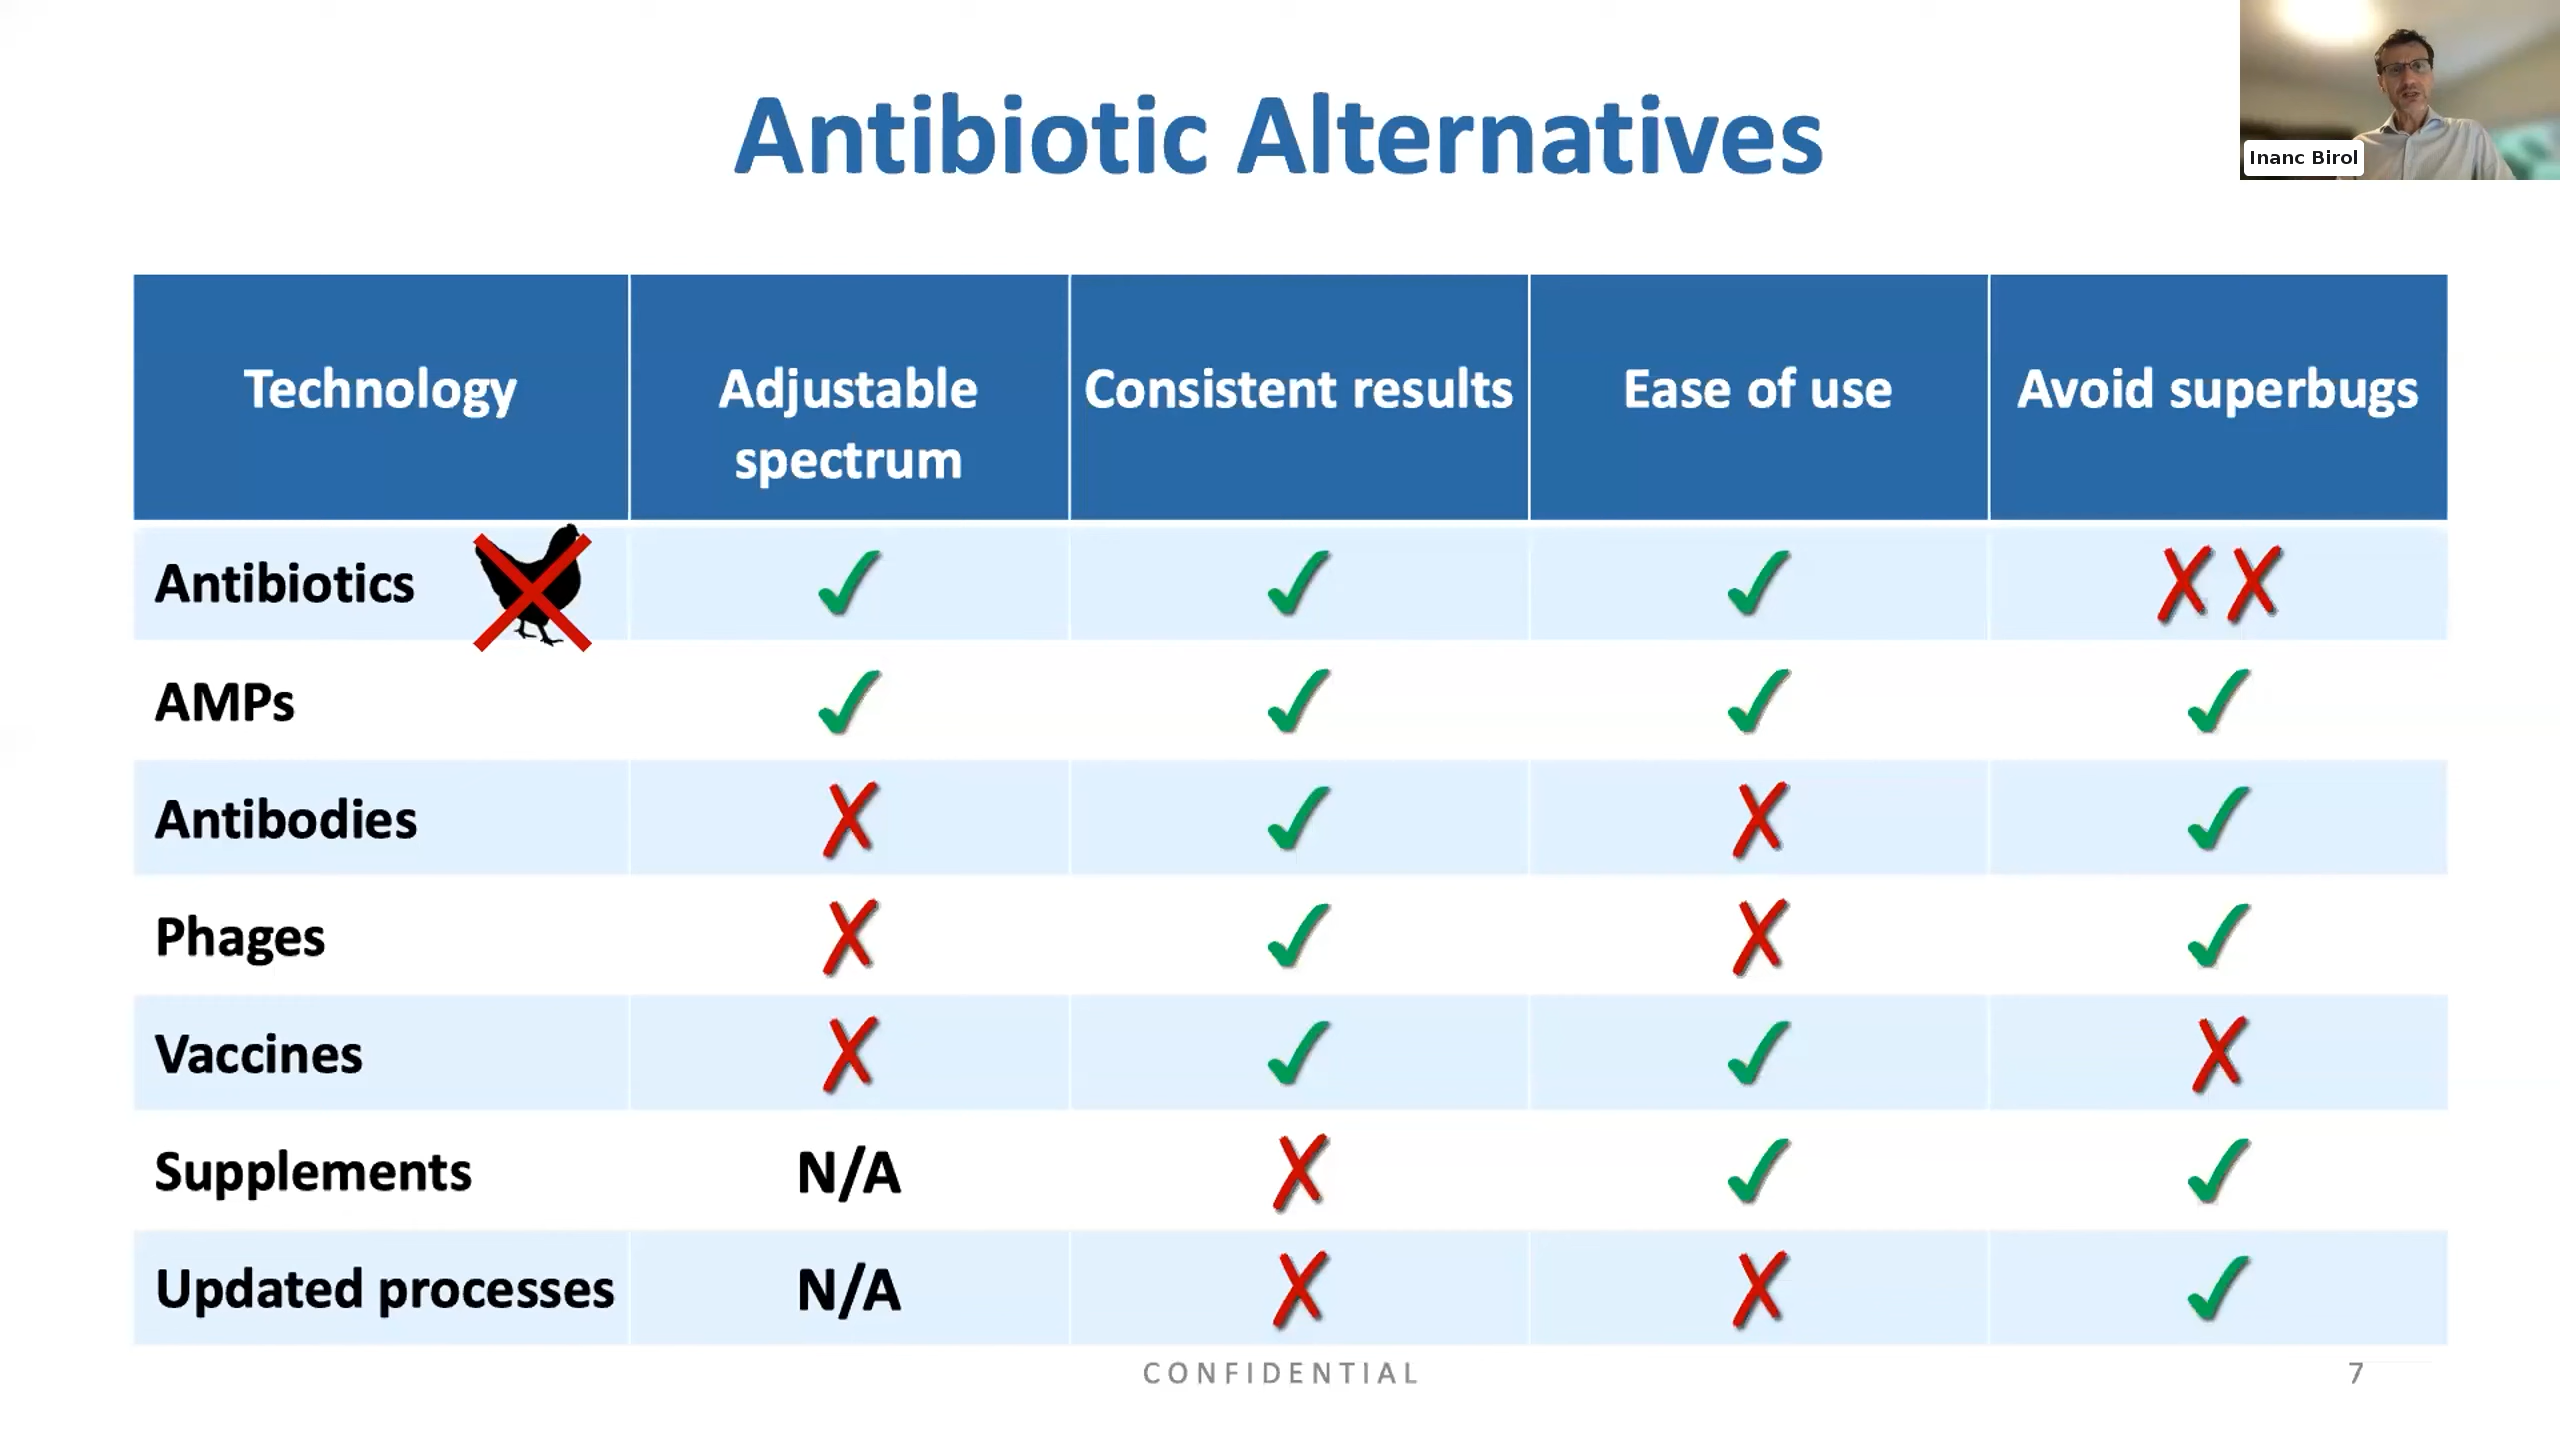 Antibiotic Alternatives
Inanc Birol
Technology
Adjustable
spectrum
Consistent results
Ease of use
Avoid superbugs
Antibiotics
✓ ✓ ✓ ✗✗
AMPs
✓ ✓ ✓ ✓
Antibodies
✗ ✓ ✗ ✓
Phages
✗ ✓ ✗ ✓
Vaccines
✗ ✓ ✓ ✗
Supplements
N/A ✗ ✓ ✓
Updated processes
N/A ✗ ✗ ✓
CONFIDENTIAL
7